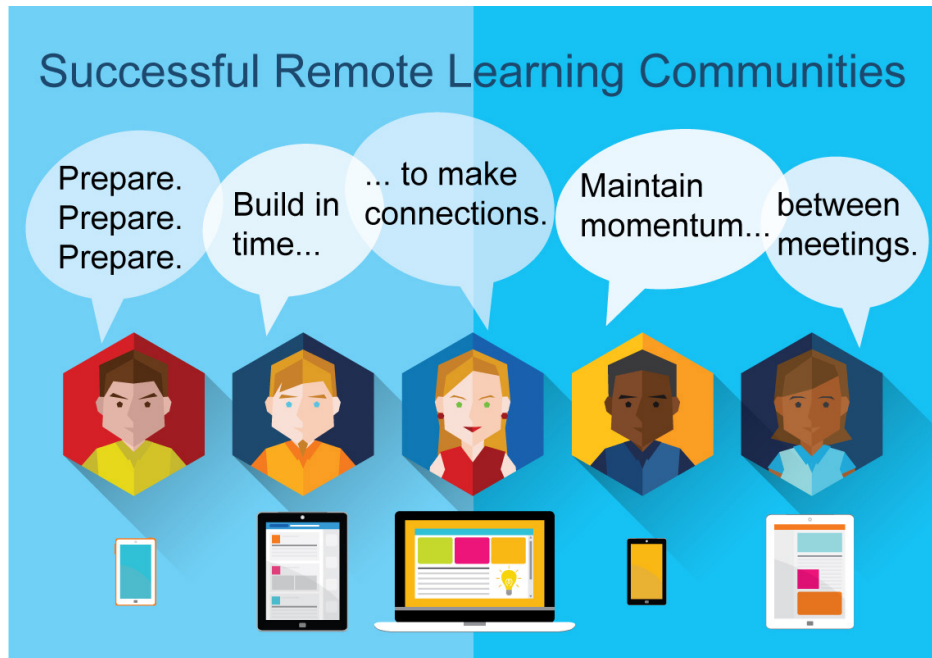 Successful Remote Learning Communities
Prepare.
Prepare.
Prepare.
Build in
time...
... to make
connections.
Maintain
momentum...
between
meetings.